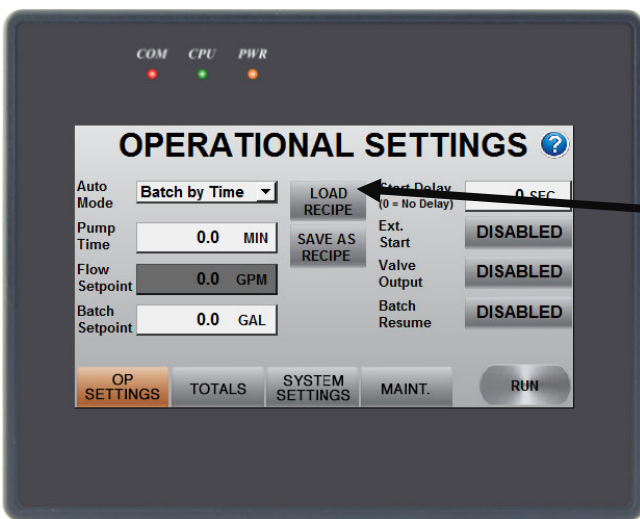 COM CPU PWR
OPERATIONAL SETTINGS ?
Auto
Mode
Batch by Time
LOAD
RECIPE
Start Delay
(0 = No Delay)
0 SEC
Pump
Time
0.0 MIN
SAVE AS
RECIPE
Ext.
Start
DISABLED
Flow
Setpoint
0.0 GPM
Valve
Output
DISABLED
Batch
Setpoint
0.0 GAL
Batch
Resume
DISABLED
OP
SETTINGS
TOTALS
SYSTEM
SETTINGS
MAINT.
RUN